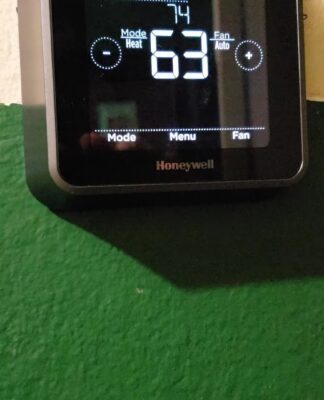 74
Mode Fan
Heat 63 Auto
- +
Mode Menu Fan
Honeywell